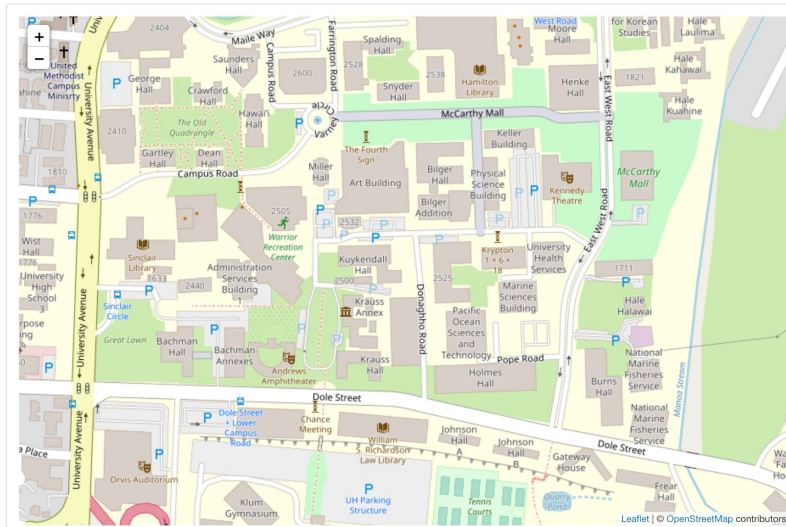 +
−
2404
Maile Way
Farrington Road
Spalding
Hall
West Road
Moore
Hall
for Korean
Studies
Hale
Laulima
Saunders
Hall
Campus Road
2528
United
Methodist
Campus
Minisrty
P
George
Hall
2600
2538
Hamilton
Library
Henke
Hall
1821
Hale
Kahawai
Crawford
Hall
Snyder
Hall
University Avenue
The Old
Quadrangle
Hawai'i
Hall
Varney Circle
McCarthy Mall
East West Road
Hale
Kuahine
2410
P
The Fourth
Sign
Keller
Building
Gartley
Hall
Dean
Hall
Miller
Hall
Art Building
Bilger
Hall
Physical
Science
Building
McCarthy
Mall
1810
Campus Road
Kennedy
Theatre
P
Bilger
Addition
1776
2505
P
P
2532
P
P
P
P
P
East West Road
Wist
Hall
1776
Warrior
Recreation
Center
Krypton
1 × 6 ×
18
University
Health
Services
Sinclair
Library
Kuykendall
Hall
University
High
School
3
1633
2440
Administration
Services
Building
1
2500
2525
1711
Donaghho Road
Marine
Sciences
Building
Sinclair
Circle
P
P
Krauss
Annex
Hale
Halawai
Great Lawn
Bachman
Hall
Bachman
Annexes
Pacific
Ocean
Sciences
and
Technology
P
Andrews
Amphitheater
Krauss
Hall
Pope Road
National
Marine
Fisheries
Service
P
Holmes
Hall
Burns
Hall
Manoa Stream
University Avenue
Dole Street
P
Dole Street
+ Lower
Campus
Road
Chance
Meeting
National
Marine
Fisheries
Service
William
S. Richardson
Law Library
Johnson
Hall
A
Johnson
Hall
B
Dole Street
a Place
P
Gateway
House
Orvis Auditorium
P
UH Parking
Structure
Frear
Hall
Klum
Gymnasium
Tennis
Courts
Quarry
Pond
University Avenue
Leaflet | © OpenStreetMap contributors